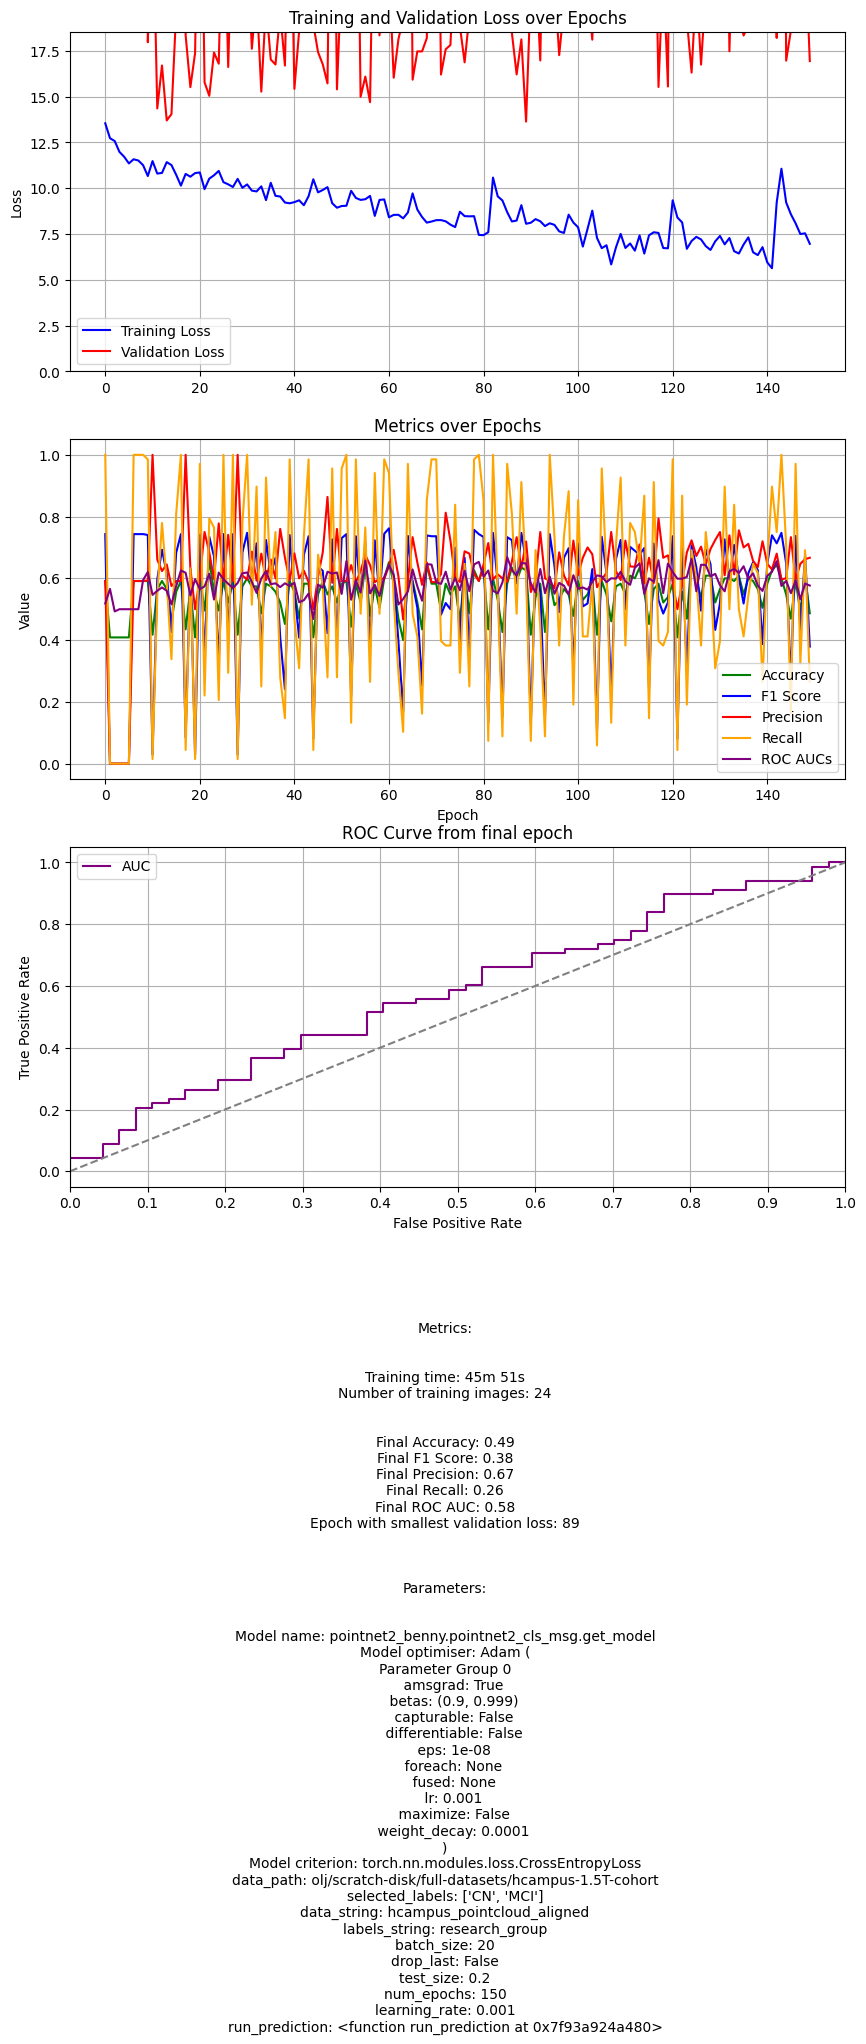 Training and Validation Loss over Epochs
17.5
15.0
12.5
10.0
7.5
5.0
2.5
0.0
Loss
Training Loss
Validation Loss
0 20 40 60 80 100 120 140
Metrics over Epochs
1.0
0.8
0.6
0.4
0.2
0.0
Value
Accuracy
F1 Score
Precision
Recall
ROC AUCs
0 20 40 60 80 100 120 140
Epoch
ROC Curve from final epoch
AUC
1.0
0.8
0.6
0.4
0.2
0.0
True Positive Rate
0.0 0.1 0.2 0.3 0.4 0.5 0.6 0.7 0.8 0.9 1.0
False Positive Rate
Metrics:
Training time: 45m 51s
Number of training images: 24
Final Accuracy: 0.49
Final F1 Score: 0.38
Final Precision: 0.67
Final Recall: 0.26
Final ROC AUC: 0.58
Epoch with smallest validation loss: 89
Parameters:
Model name: pointnet2_benny.pointnet2_cls_msg.get_model
Model optimiser: Adam (
Parameter Group 0
amsgrad: True
betas: (0.9, 0.999)
capturable: False
differentiable: False
eps: 1e-08
foreach: None
fused: None
lr: 0.001
maximize: False
weight_decay: 0.0001
)
Model criterion: torch.nn.modules.loss.CrossEntropyLoss
data_path: olj/scratch-disk/full-datasets/hcampus-1.5T-cohort
selected_labels: ['CN', 'MCI']
data_string: hcampus_pointcloud_aligned
labels_string: research_group
batch_size: 20
drop_last: False
test_size: 0.2
num_epochs: 150
learning_rate: 0.001
run_prediction: <function run_prediction at 0x7f93a924a480>